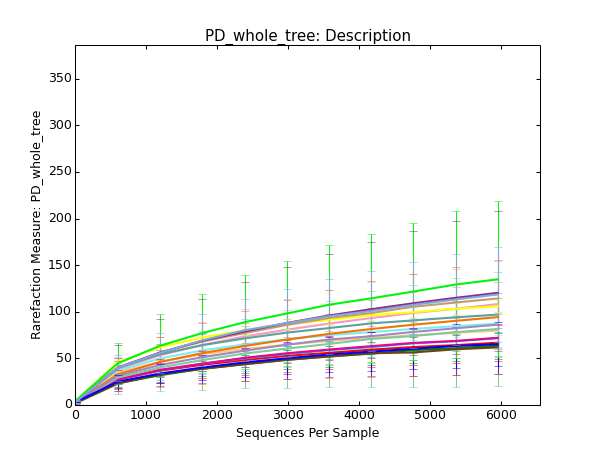 PD_whole_tree: Description
Rarefaction Measure: PD_whole_tree
350
300
250
200
150
100
50
0
0 1000 2000 3000 4000 5000 6000
Sequences Per Sample